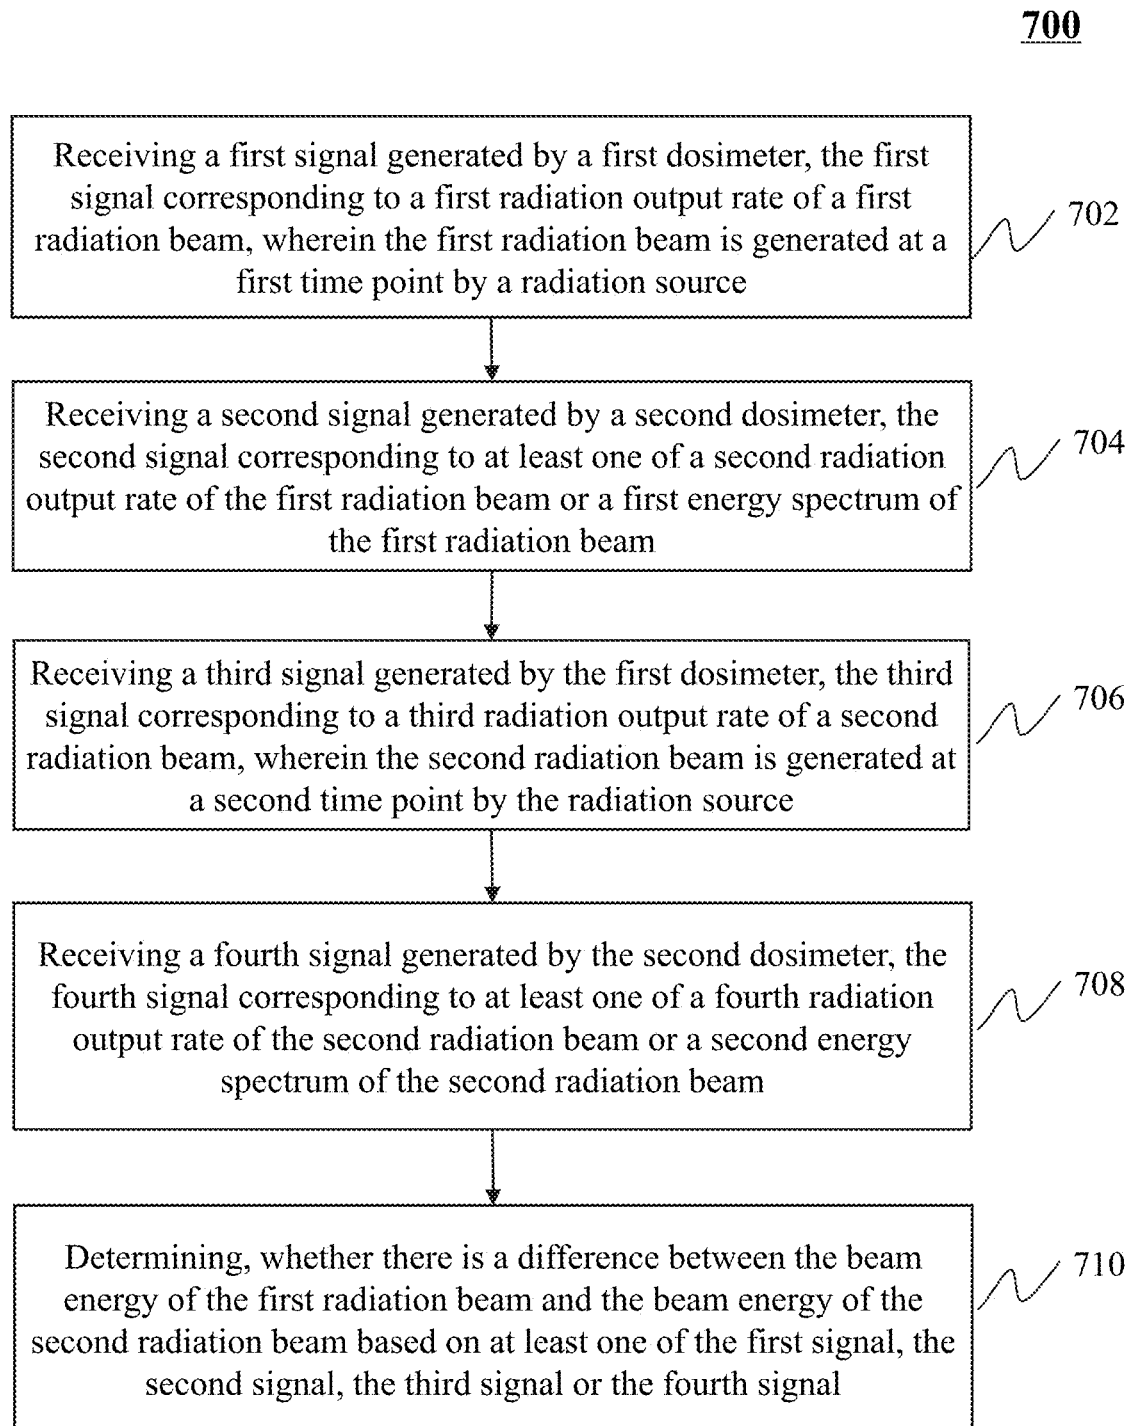 700
Receiving a first signal generated by a first dosimeter, the first
signal corresponding to a first radiation output rate of a first
radiation beam, wherein the first radiation beam is generated at a
first time point by a radiation source
702
Receiving a second signal generated by a second dosimeter, the
second signal corresponding to at least one of a second radiation
output rate of the first radiation beam or a first energy spectrum of
the first radiation beam
704
Receiving a third signal generated by the first dosimeter, the third
signal corresponding to a third radiation output rate of a second
radiation beam, wherein the second radiation beam is generated at
a second time point by the radiation source
706
Receiving a fourth signal generated by the second dosimeter, the
fourth signal corresponding to at least one of a fourth radiation
output rate of the second radiation beam or a second energy
spectrum of the second radiation beam
708
Determining, whether there is a difference between the beam
energy of the first radiation beam and the beam energy of the
second radiation beam based on at least one of the first signal, the
second signal, the third signal or the fourth signal
710